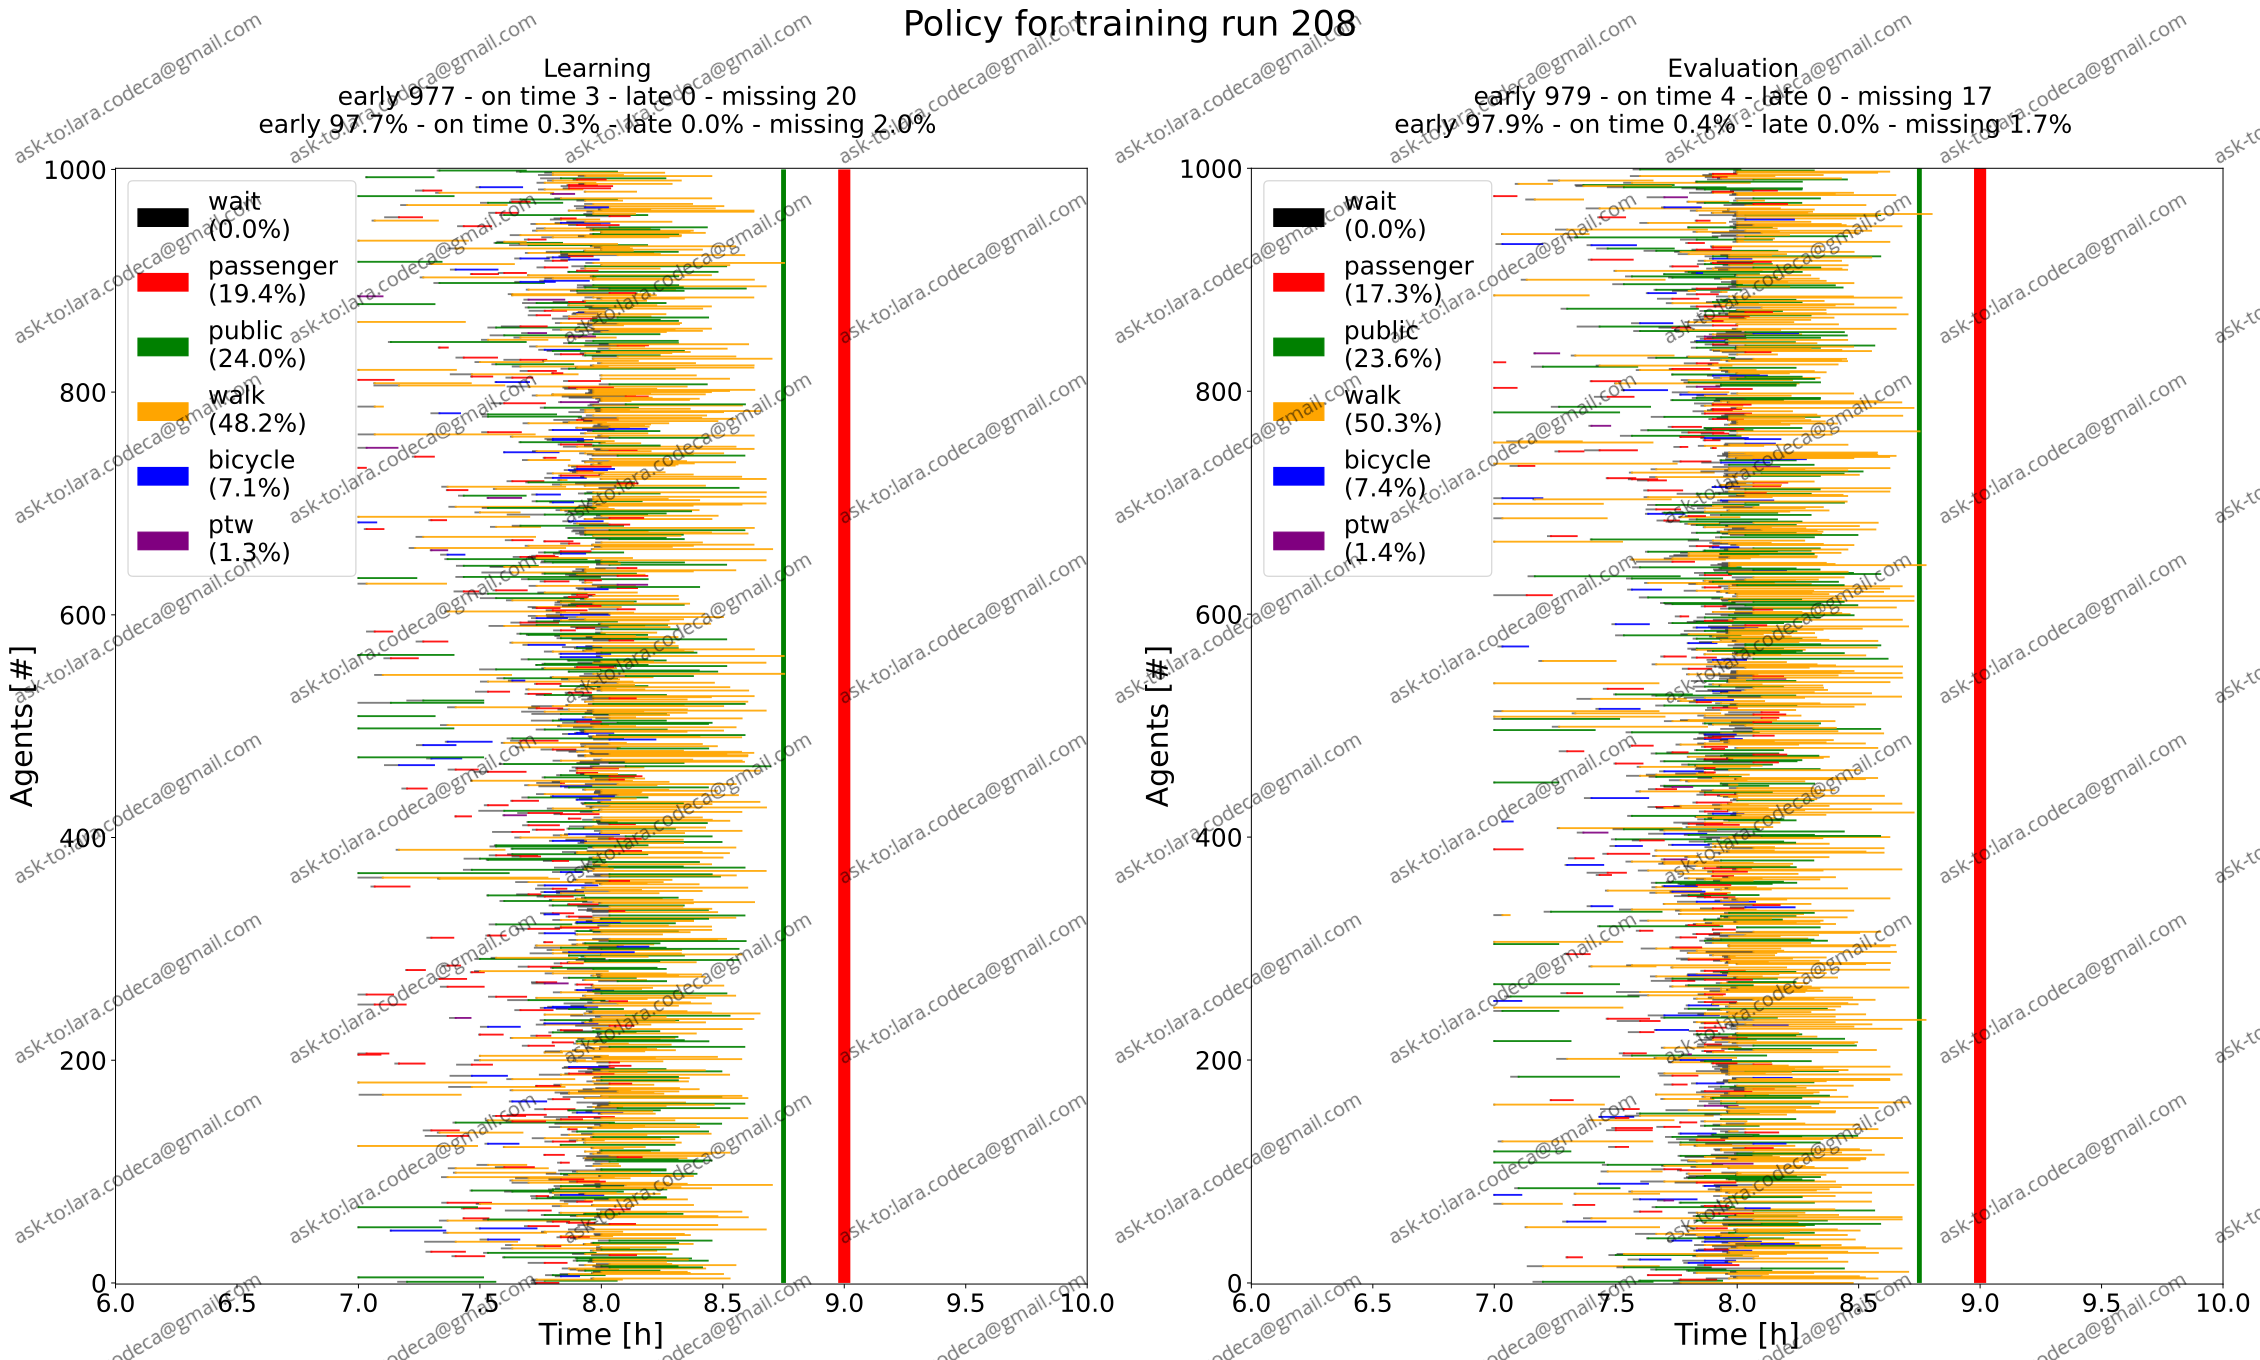 Policy for training run 208
Learning
early 977 - on time 3 - late 0 - missing 20
early 97.7% - on time 0.3% - late 0.0% - missing 2.0%
Evaluation
early 979 - on time 4 - late 0 - missing 17
early 97.9% - on time 0.4% - late 0.0% - missing 1.7%
1000
800
600
400
200
0
Agents [#]
wait
(0.0%)
passenger
(19.4%)
public
(24.0%)
walk
(48.2%)
bicycle
(7.1%)
ptw
(1.3%)
6.0 6.5 7.0 7.5 8.0 8.5 9.0 9.5 10.0
Time [h]
1000
800
600
400
200
0
Agents [#]
wait
(0.0%)
passenger
(17.3%)
public
(23.6%)
walk
(50.3%)
bicycle
(7.4%)
ptw
(1.4%)
6.0 6.5 7.0 7.5 8.0 8.5 9.0 9.5 10.0
Time [h]
ask-to:lara.codeca@gmail.com